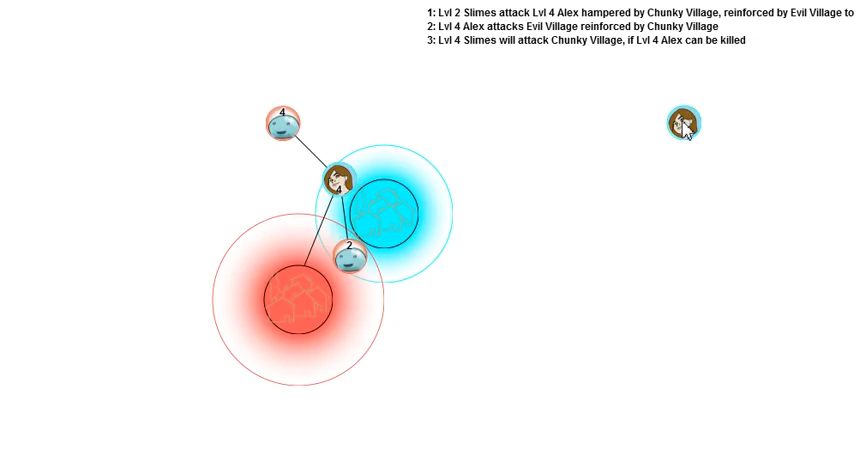 1: Lvl 2 Slimes attack Lvl 4 Alex hampered by Chunky Village, reinforced by Evil Village to
2: Lvl 4 Alex attacks Evil Village reinforced by Chunky Village
3: Lvl 4 Slimes will attack Chunky Village, if Lvl 4 Alex can be killed
4
4
2